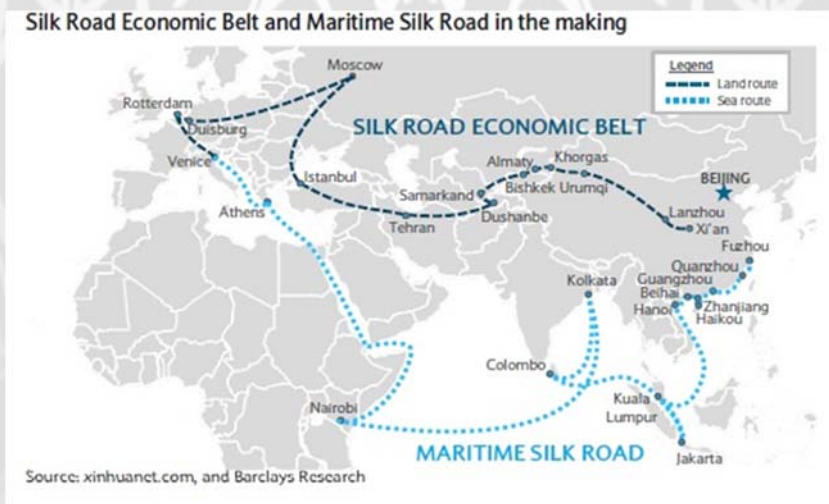 Silk Road Economic Belt and Maritime Silk Road in the making
Legend
Land route
Sea route
Moscow
Rotterdam
Duisburg
SILK ROAD ECONOMIC BELT
Venice
Almaty
Khorgas
Istanbul
Bishkek Urumqi
BEIJING
Samarkand
Athens
Dushanbe
Lanzhou
Tehran
Xi'an
Fuzhou
Quanzhou
Kolkata
Guangzhou
Beihai
Zhanjiang
Hanoi
Haikou
Colombo
Kuala
Lumpur
Nairobi
MARITIME SILK ROAD
Jakarta
Source: xinhuanet.com, and Barclays Research